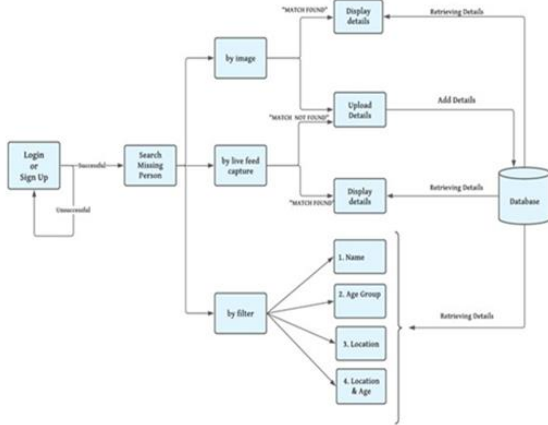 "MATCH FOUND"
Display
details
Retrieving Details
by image
Upload
Details
Add Details
"MATCH NOT FOUND"
Login
or
Sign Up
Successful
Search
Missing
Person
by live feed
capture
Unsuccessful
"MATCH FOUND"
Display
details
Retrieving Details
Database
1. Name
2. Age Group
by filter
Retrieving Details
3. Location
4. Location
& Age